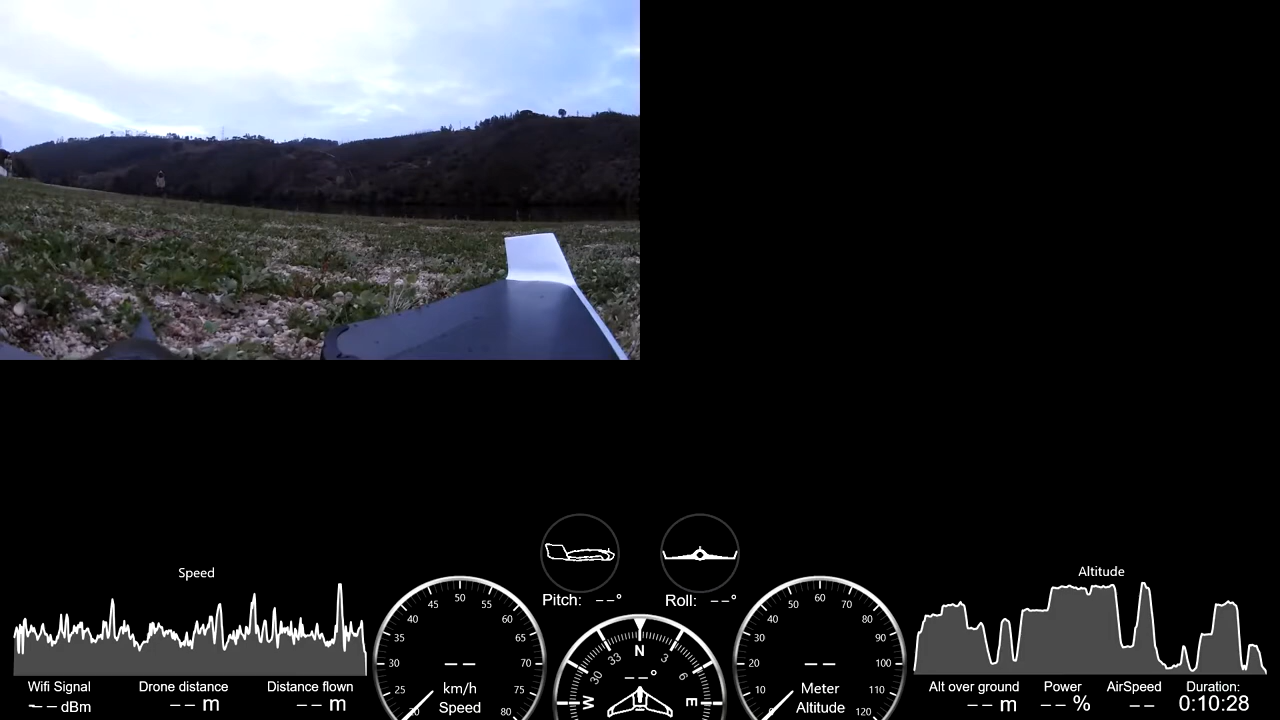 Speed
Altitude
Pitch: --°
Roll: --°
20 25 30 35 40 45 50 55 60 65 70 75 80
--
km/h
Speed
30 33 N 3 6
W E
---°
10 20 30 40 50 60 70 80 90 100 110 120
--
Meter
Altitude
Wifi Signal
Drone distance
Distance flown
-- dBm
-- m
-- m
Alt over ground
Power
AirSpeed
Duration:
-- m
-- %
--
0:10:28